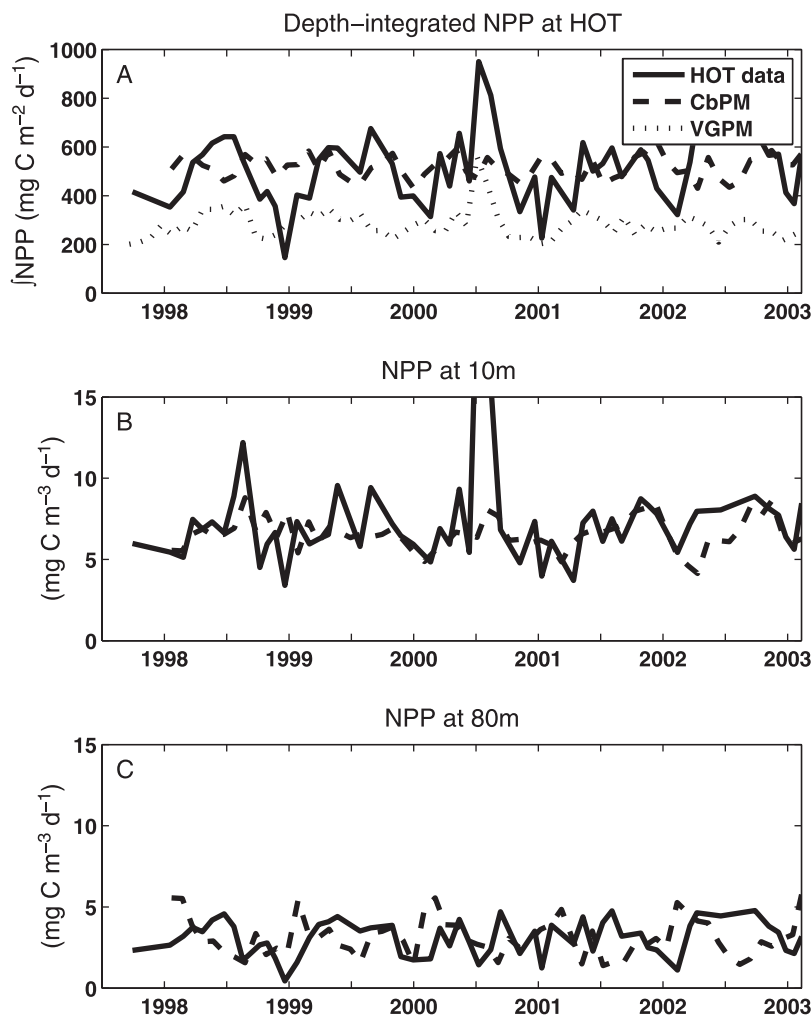 Depth−integrated NPP at HOT
A
∫NPP (mg C m−2 d−1)
1000
800
600
400
200
0
HOT data
CbPM
VGPM
1998 1999 2000 2001 2002 2003
NPP at 10m
B
(mg C m−3 d−1)
15
10
5
0
1998 1999 2000 2001 2002 2003
NPP at 80m
C
(mg C m−3 d−1)
15
10
5
0
1998 1999 2000 2001 2002 2003